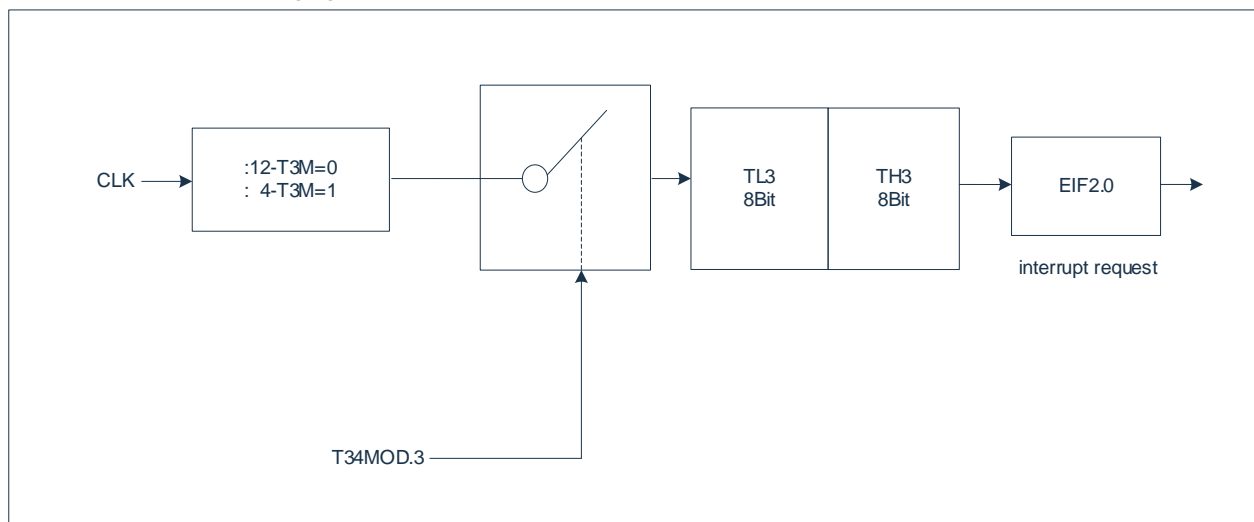 CLK
:12-T3M=0
: 4-T3M=1
TL3
8Bit
TH3
8Bit
EIF2.0
interrupt request
T34MOD.3